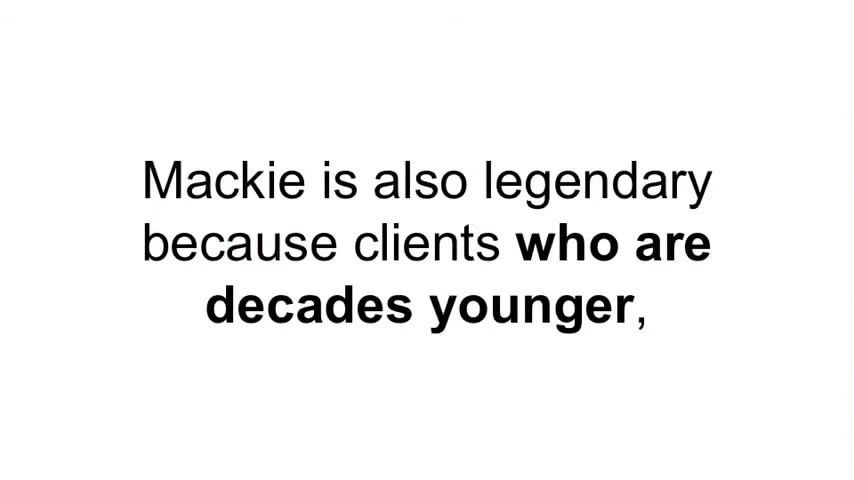 Mackie is also legendary
because clients who are
decades younger,